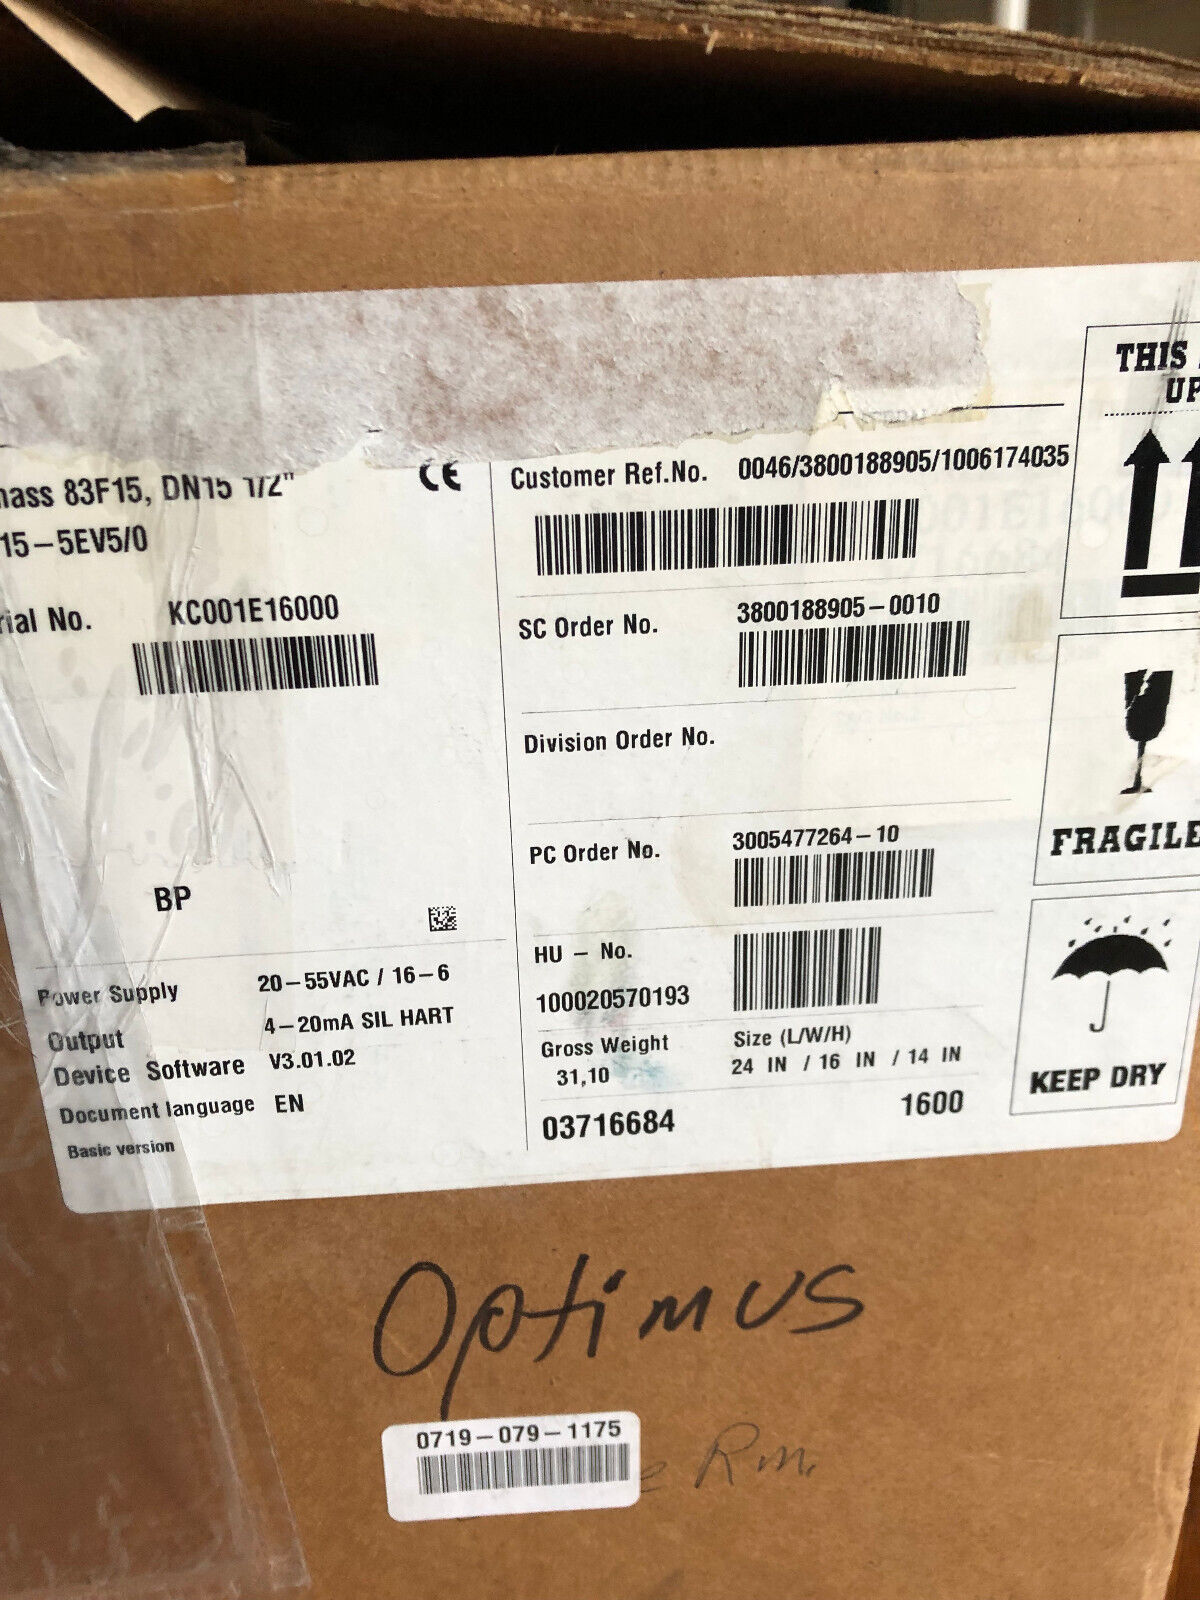 mass 83F15, DN15 1/2"
15-5EV5/0
CE
rial No. KC001E16000
BP
Power Supply 20-55VAC / 16-6
Output 4-20mA SIL HART
Device Software V3.01.02
Document language EN
Basic version
Customer Ref.No. 0046/3800188905/1006174035
SC Order No. 3800188905-0010
Division Order No.
PC Order No. 3005477264-10
HU - No.
100020570193
Gross Weight
31,10
Size (L/W/H)
24 IN / 16 IN / 14 IN
03716684 1600
THIS
UP
FRAGILE
KEEP DRY
Optimus
0719-079-1175
e Rm.